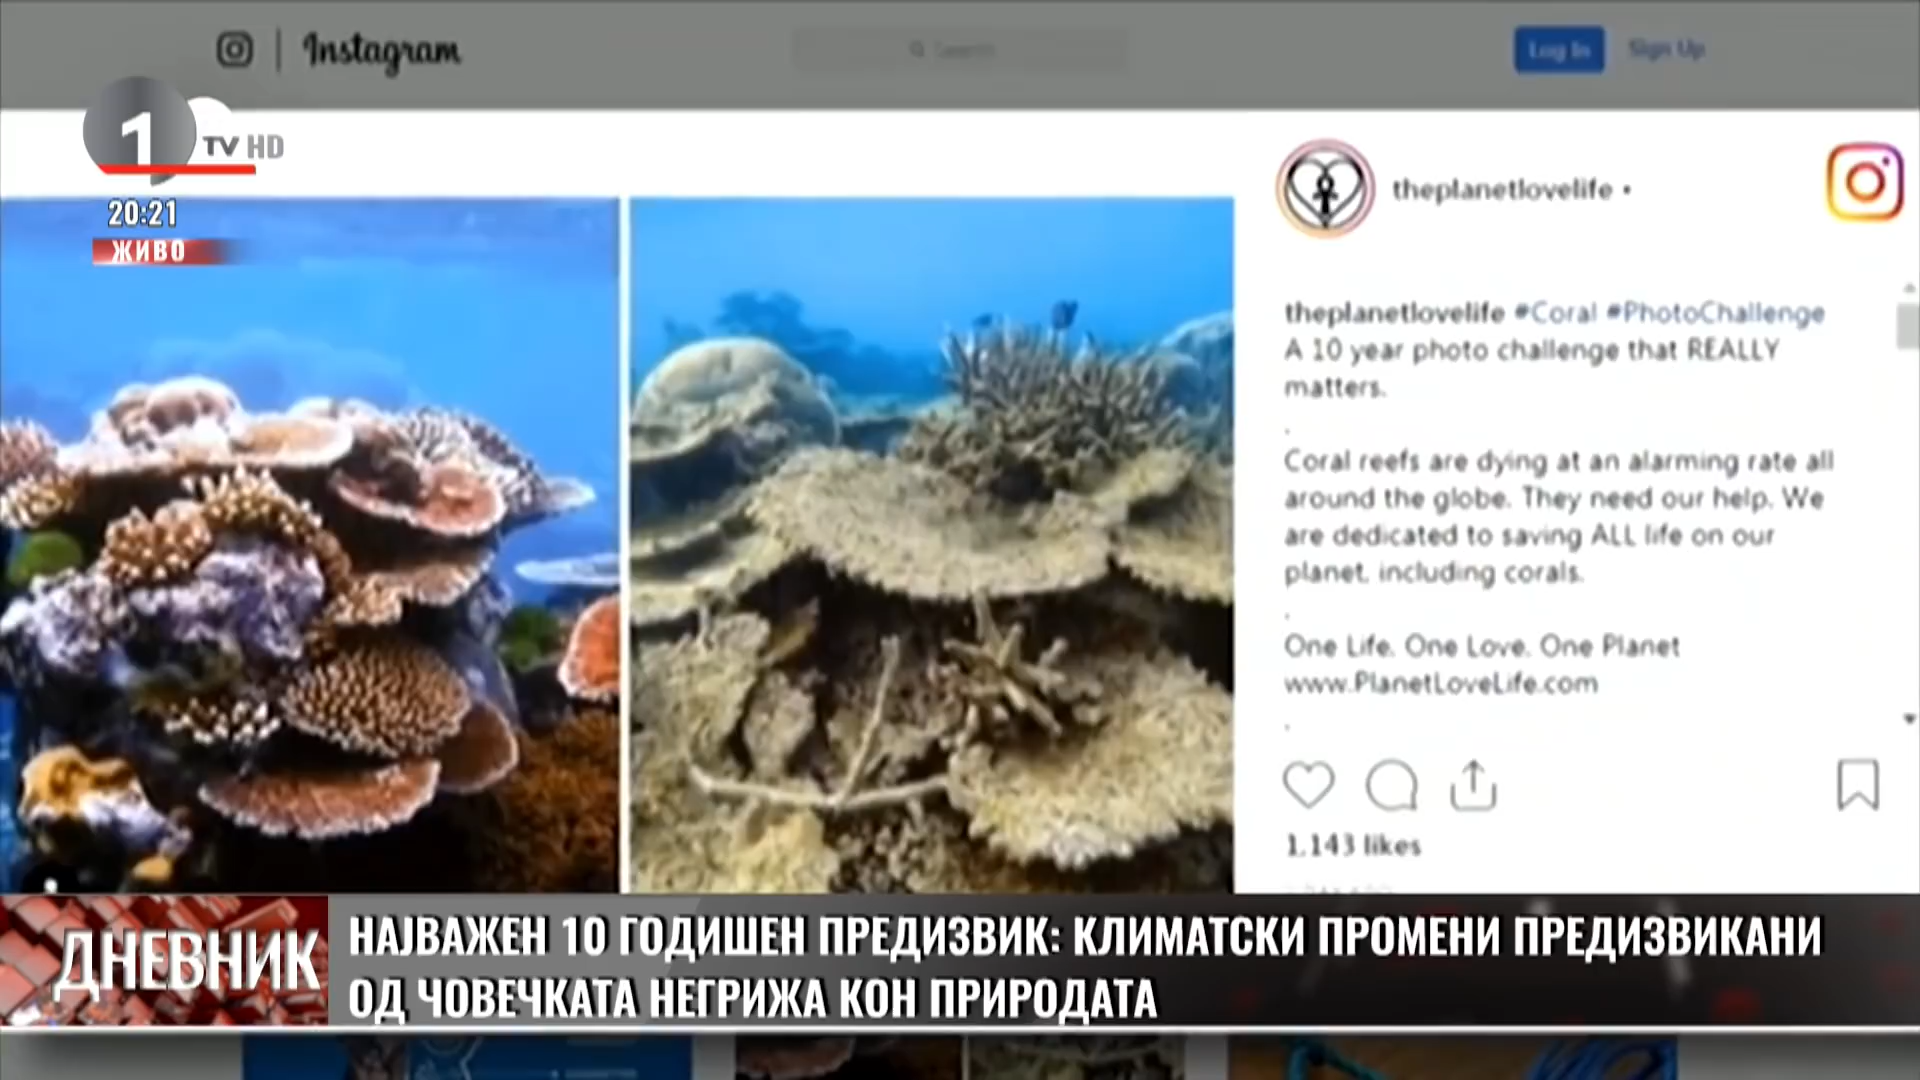 Instagram
Search
Log In
Sign Up
1
TV HD
20:21
ЖИВО
theplanetlovelife •
theplanetlovelife #Coral #PhotoChallenge
A 10 year photo challenge that REALLY
matters.
.
Coral reefs are dying at an alarming rate all
around the globe. They need our help. We
are dedicated to saving ALL life on our
planet, including corals.
.
One Life. One Love. One Planet
www.PlanetLoveLife.com
.
1,143 likes
ДНЕВНИК
НАЈВАЖЕН 10 ГОДИШЕН ПРЕДИЗВИК: КЛИМАТСКИ ПРОМЕНИ ПРЕДИЗВИКАНИ
ОД ЧОВЕЧКАТА НЕГРИЖА КОН ПРИРОДАТА